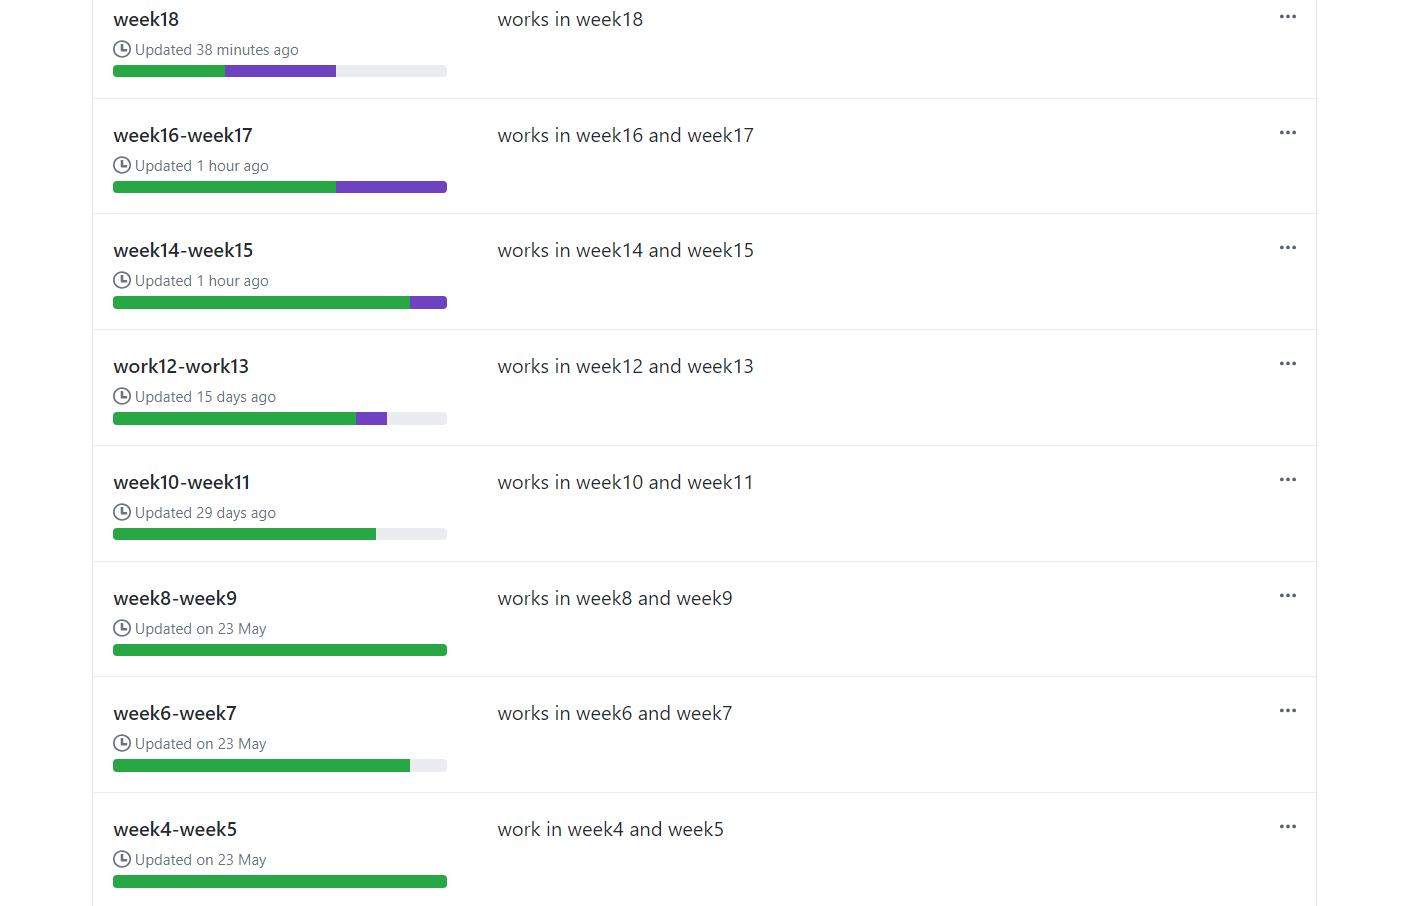 week18
works in week18
Updated 38 minutes ago
week16-week17
works in week16 and week17
Updated 1 hour ago
week14-week15
works in week14 and week15
Updated 1 hour ago
work12-work13
works in week12 and week13
Updated 15 days ago
week10-week11
works in week10 and week11
Updated 29 days ago
week8-week9
works in week8 and week9
Updated on 23 May
week6-week7
works in week6 and week7
Updated on 23 May
week4-week5
work in week4 and week5
Updated on 23 May